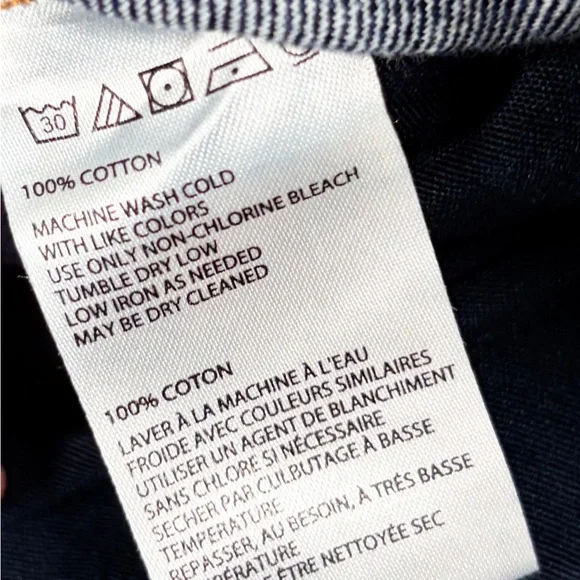 30
100% COTTON
MACHINE WASH COLD
WITH LIKE COLORS
USE ONLY NON-CHLORINE BLEACH
TUMBLE DRY LOW
LOW IRON AS NEEDED
MAY BE DRY CLEANED
100% COTON
LAVER À LA MACHINE À L'EAU
FROIDE AVEC COULEURS SIMILAIRES
UTILISER UN AGENT DE BLANCHIMENT
SANS CHLORE SI NÉCESSAIRE
SECHER PAR CULBUTAGE À BASSE
TEMPÉRATURE
REPASSER, AU BESOIN, À TRÈS BASSE
TEMPÉRATURE
ÊTRE NETTOYÉE SEC